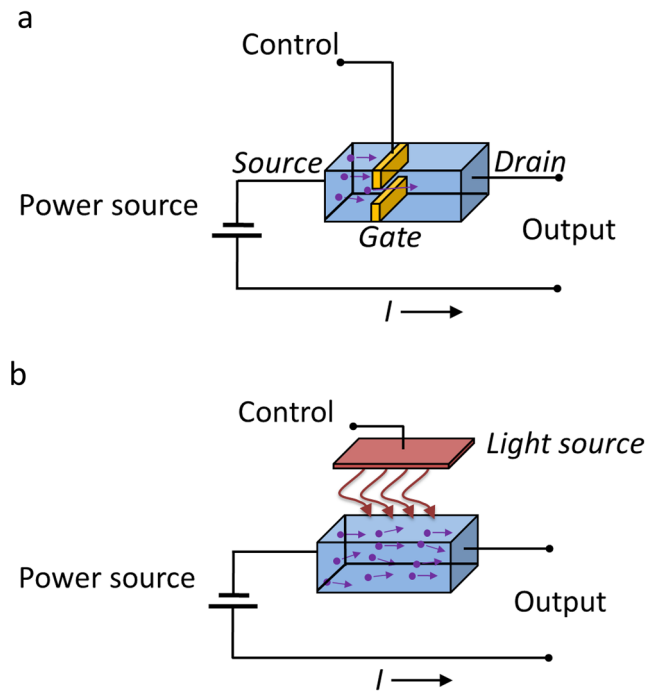 a
Control
Source
Drain
Power source
Output
Gate
I
b
Control
Light source
Power source
Output
I